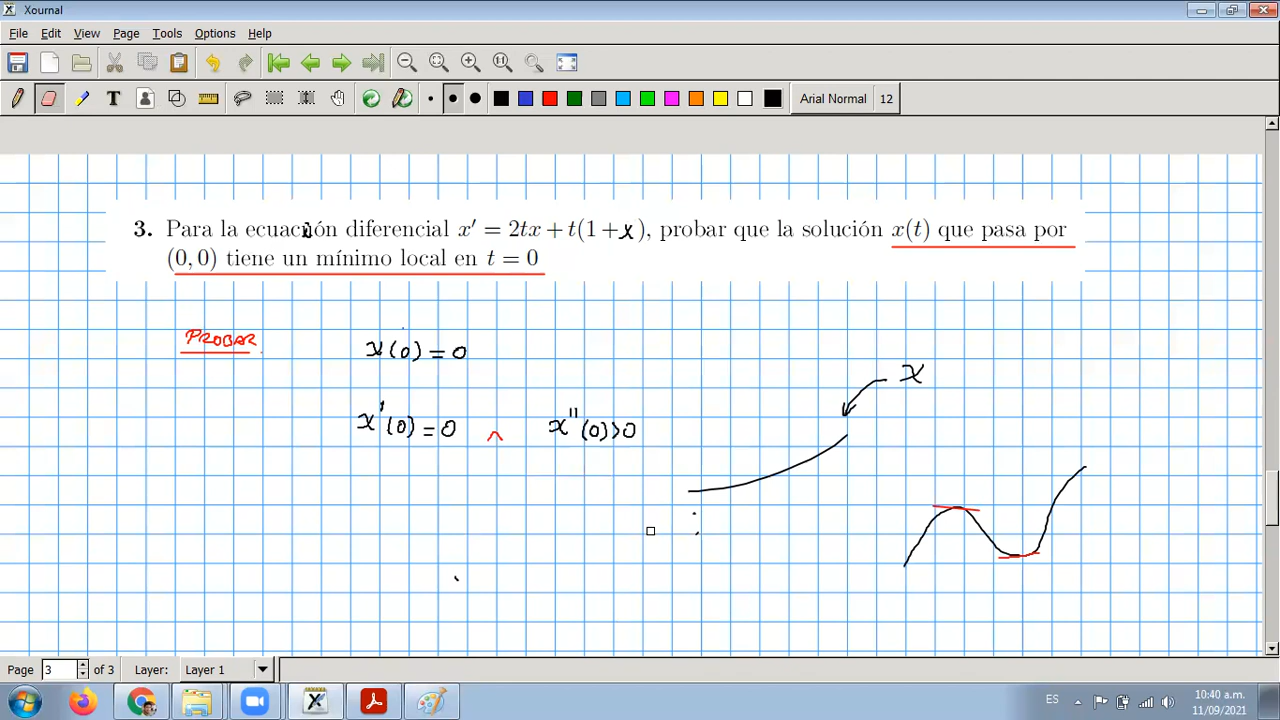 Xournal
File Edit View Page Tools Options Help
Arial Normal 12
3. Para la ecuación diferencial x′ = 2tx + t(1+x), probar que la solución x(t) que pasa por
(0, 0) tiene un mínimo local en t = 0
PROBAR
x(0) = 0
x
x'(0) = 0 ^ x''(0)>0
Page 3 of 3 Layer: Layer 1
ES
10:40 a.m.
11/09/2021